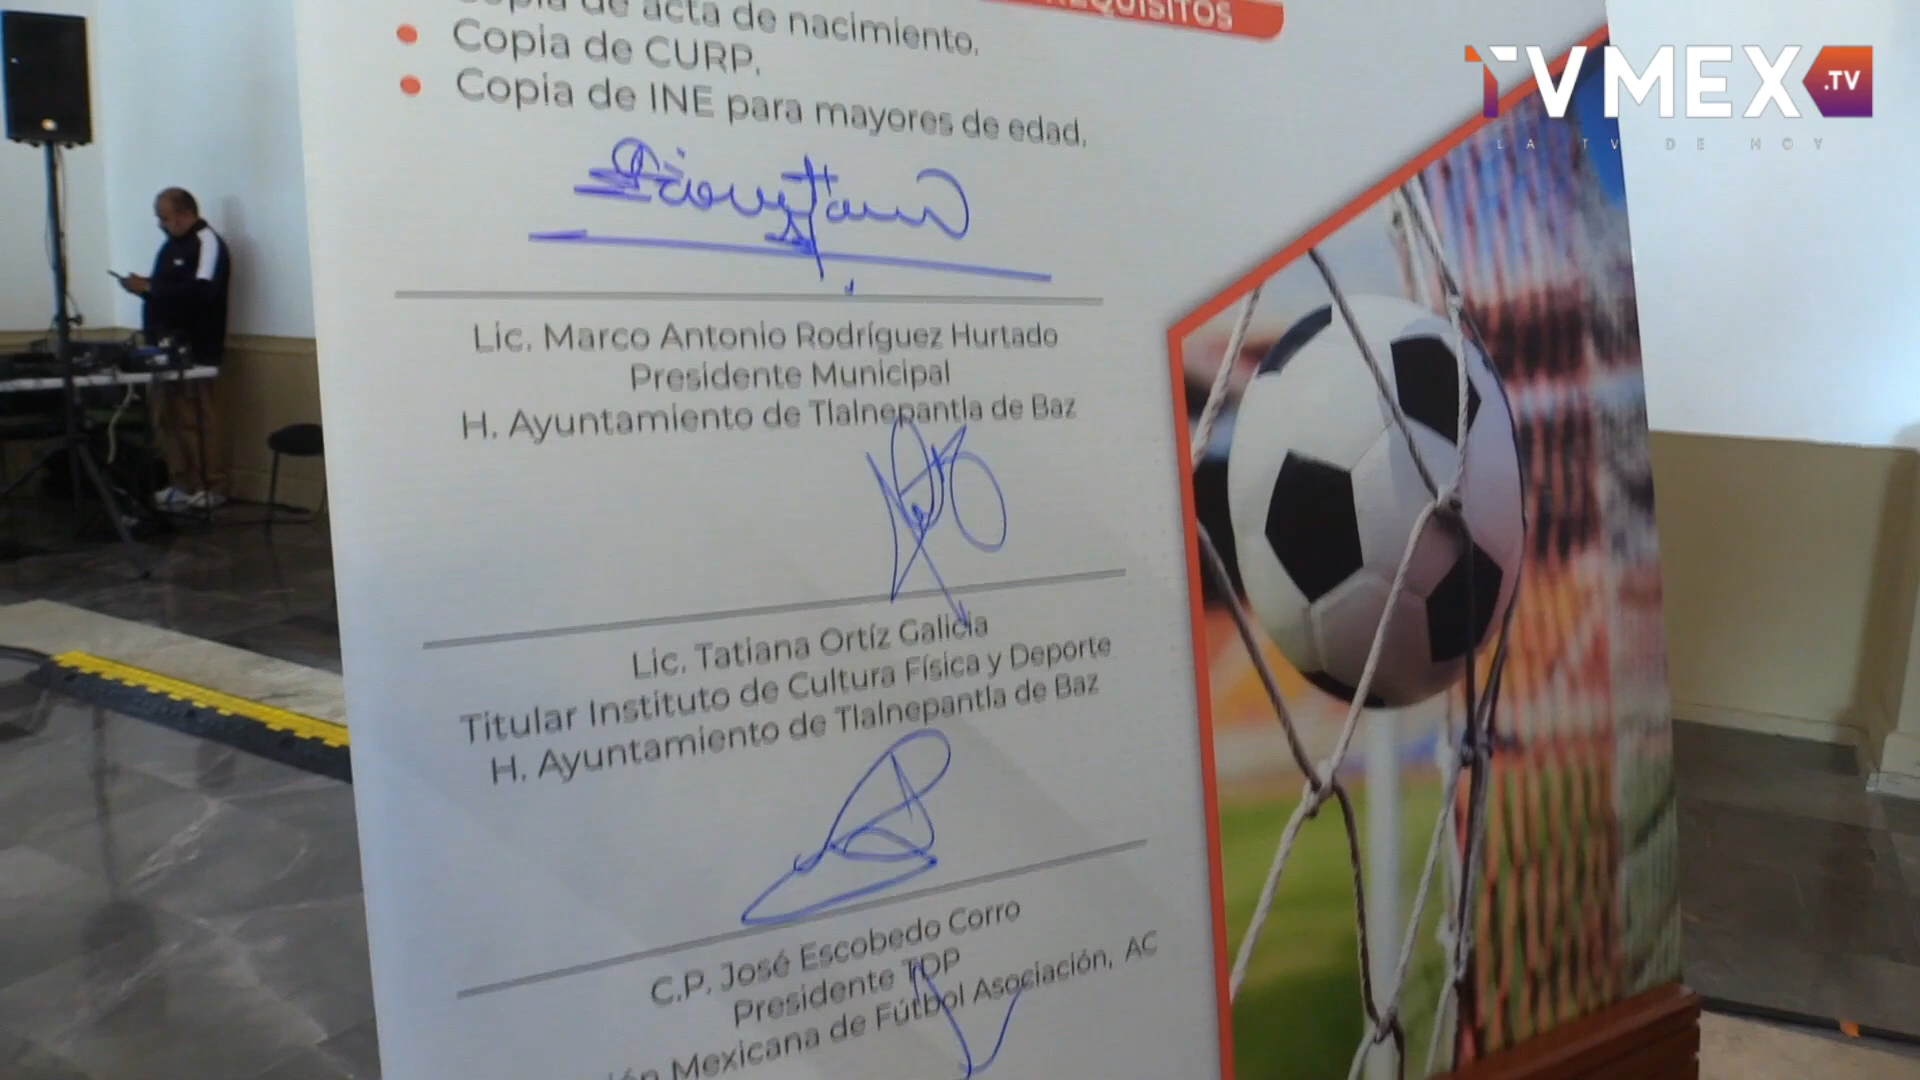 REQUISITOS
Copia de acta de nacimiento.
Copia de CURP.
Copia de INE para mayores de edad.
Lic. Marco Antonio Rodríguez Hurtado
Presidente Municipal
H. Ayuntamiento de Tlalnepantla de Baz
Lic. Tatiana Ortíz Galicia
Titular Instituto de Cultura Física y Deporte
H. Ayuntamiento de Tlalnepantla de Baz
C.P. José Escobedo Corro
Presidente TDP
Mexicana de Fútbol Asociación, AC
TVMEX .TV
LA TV DE HOY